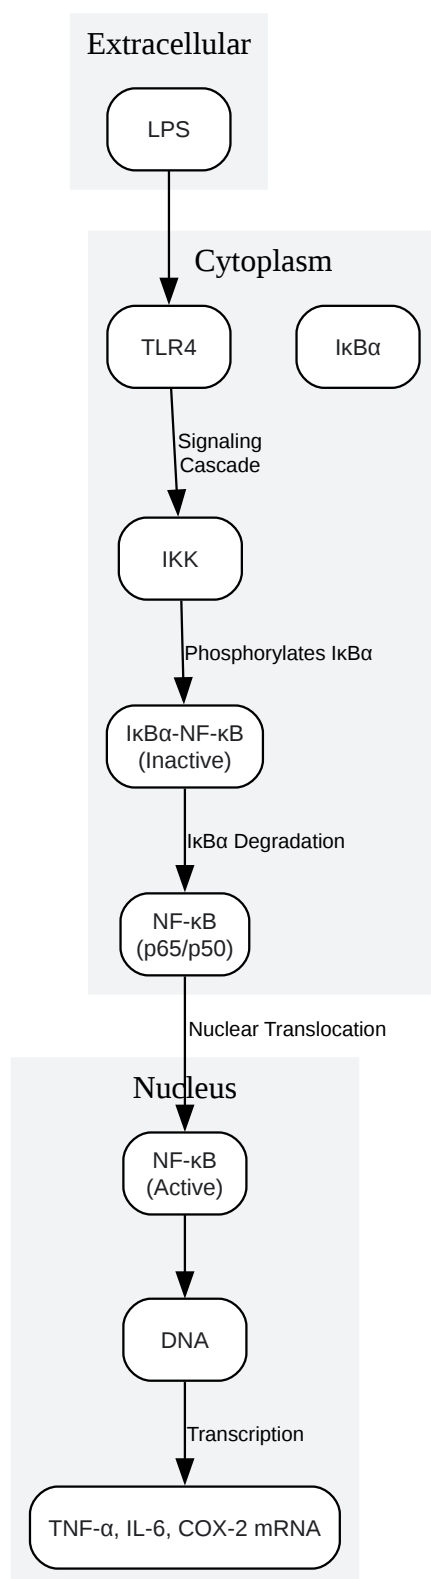 Extracellular
LPS
Cytoplasm
TLR4
IκBα
Signaling
Cascade
IKK
Phosphorylates IκBα
IκBα-NF-κB
(Inactive)
IκBα Degradation
NF-κB
(p65/p50)
Nuclear Translocation
Nucleus
NF-κB
(Active)
DNA
Transcription
TNF-α, IL-6, COX-2 mRNA